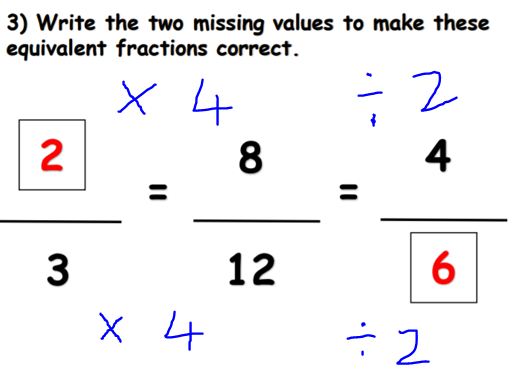 3) Write the two missing values to make these
equivalent fractions correct.
× 4 ÷ 2
2 8 4
= =
3 12 6
× 4 ÷ 2